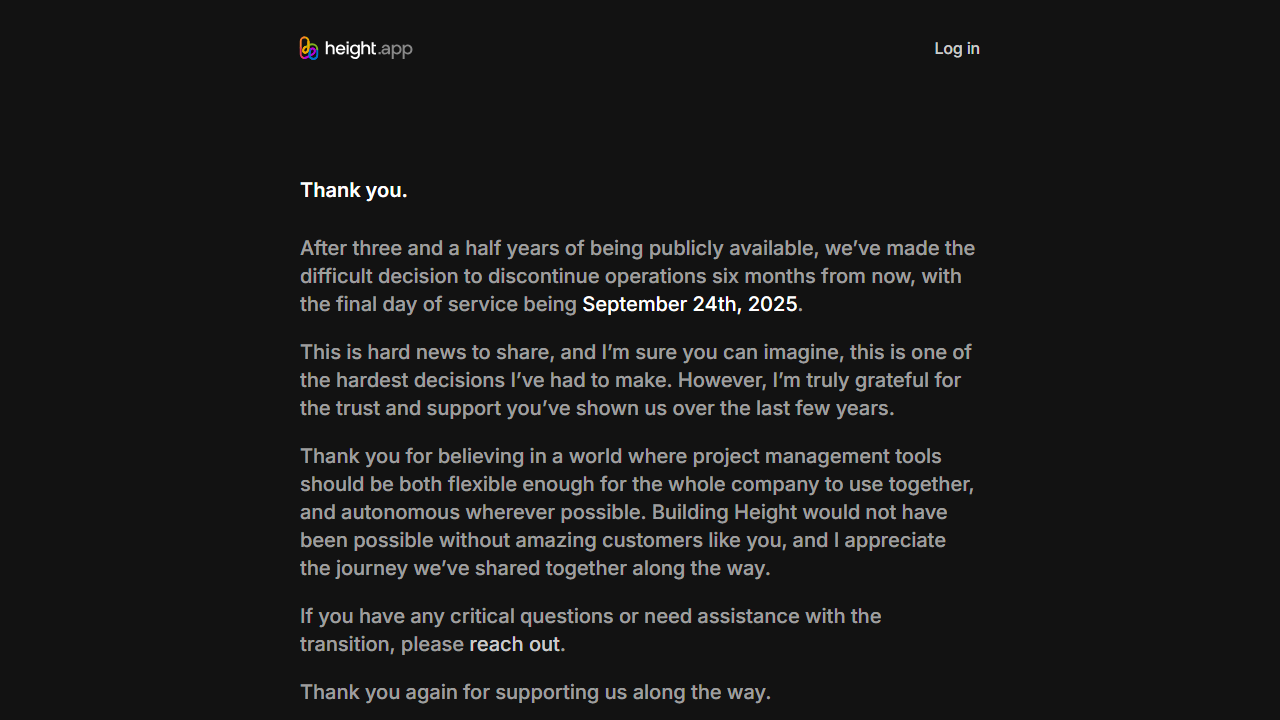 height.app
Log in
Thank you.
After three and a half years of being publicly available, we’ve made the
difficult decision to discontinue operations six months from now, with
the final day of service being September 24th, 2025.
This is hard news to share, and I’m sure you can imagine, this is one of
the hardest decisions I’ve had to make. However, I’m truly grateful for
the trust and support you’ve shown us over the last few years.
Thank you for believing in a world where project management tools
should be both flexible enough for the whole company to use together,
and autonomous wherever possible. Building Height would not have
been possible without amazing customers like you, and I appreciate
the journey we’ve shared together along the way.
If you have any critical questions or need assistance with the
transition, please reach out.
Thank you again for supporting us along the way.